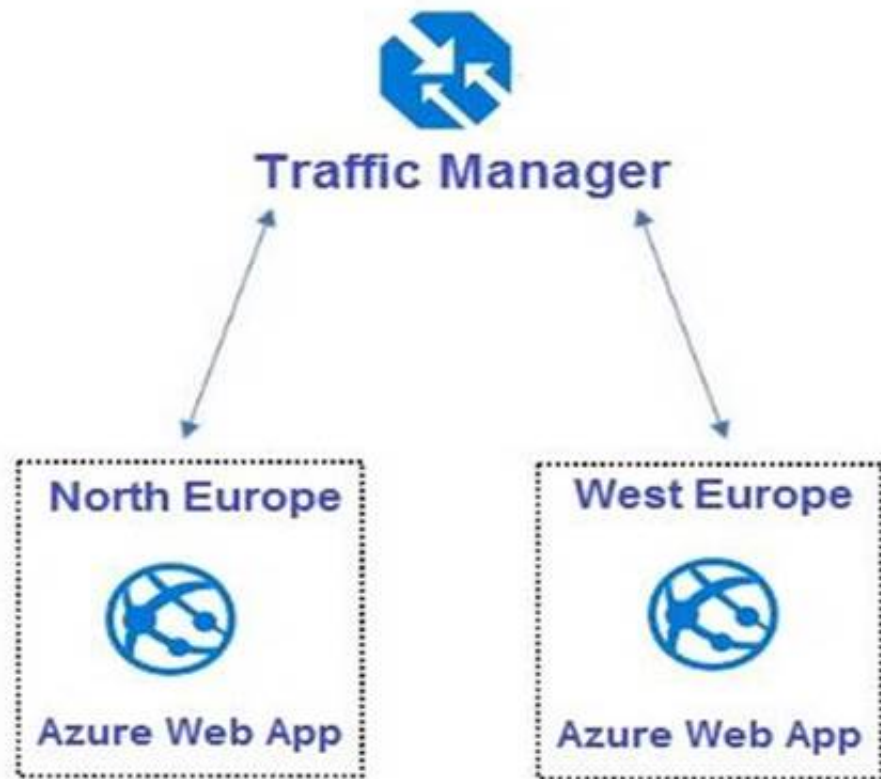 Traffic Manager
North Europe
Azure Web App
West Europe
Azure Web App